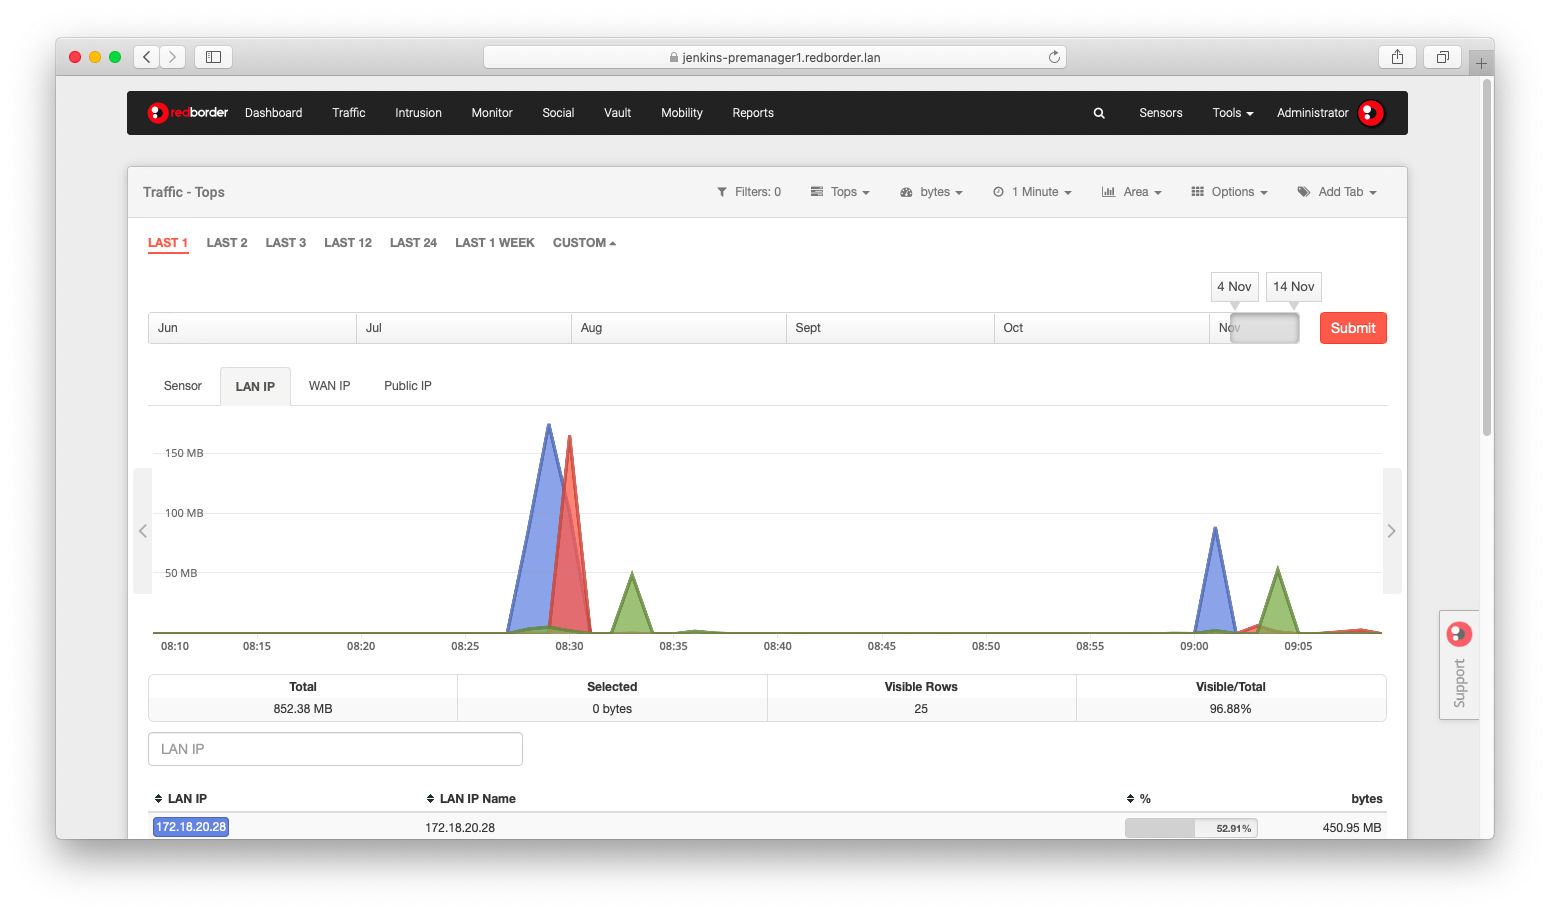 jenkins-premanager1.redborder.lan
redborder Dashboard Traffic Intrusion Monitor Social Vault Mobility Reports Sensors Tools Administrator
Traffic - Tops Filters: 0 Tops bytes 1 Minute Area Options Add Tab
LAST 1 LAST 2 LAST 3 LAST 12 LAST 24 LAST 1 WEEK CUSTOM
4 Nov 14 Nov
Jun Jul Aug Sept Oct Nov Submit
Sensor LAN IP WAN IP Public IP
150 MB
100 MB
50 MB
08:10 08:15 08:20 08:25 08:30 08:35 08:40 08:45 08:50 08:55 09:00 09:05
Support
Total Selected Visible Rows Visible/Total
852.38 MB 0 bytes 25 96.88%
LAN IP
LAN IP LAN IP Name % bytes
172.18.20.28 172.18.20.28 52.91% 450.95 MB